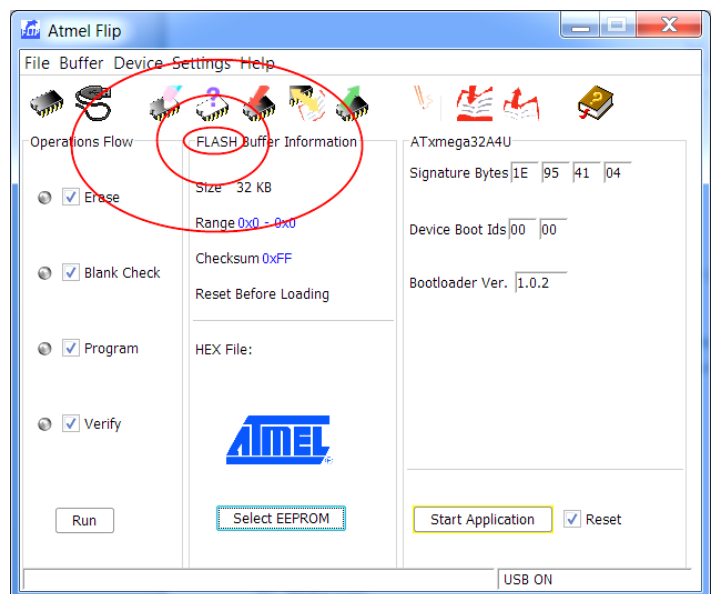 Atmel Flip
File Buffer Device Settings Help
Operations Flow
Erase
Blank Check
Program
Verify
Run
FLASH Buffer Information
Size 32 KB
Range 0x0 - 0x0
Checksum 0xFF
Reset Before Loading
HEX File:
ATMEL
Select EEPROM
ATxmega32A4U
Signature Bytes 1E 95 41 04
Device Boot Ids 00 00
Bootloader Ver. 1.0.2
Start Application
Reset
USB ON